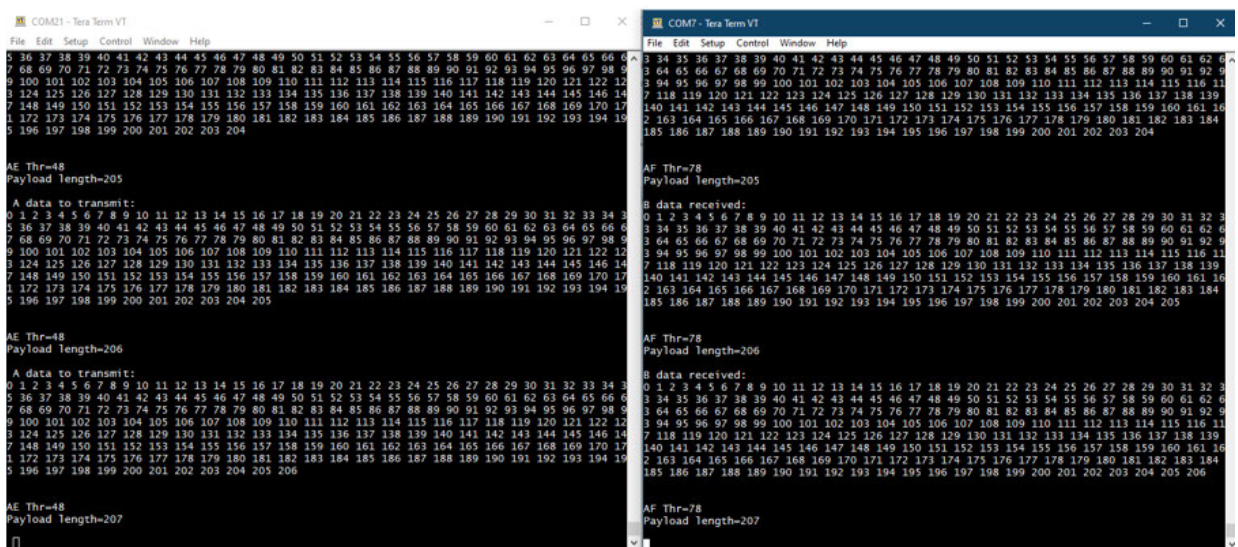 COM21 - Tera Term VT
File Edit Setup Control Window Help
5 36 37 38 39 40 41 42 43 44 45 46 47 48 49 50 51 52 53 54 55 56 57 58 59 60 61 62 63 64 65 66 6
7 68 69 70 71 72 73 74 75 76 77 78 79 80 81 82 83 84 85 86 87 88 89 90 91 92 93 94 95 96 97 98 9
9 100 101 102 103 104 105 106 107 108 109 110 111 112 113 114 115 116 117 118 119 120 121 122 12
3 124 125 126 127 128 129 130 131 132 133 134 135 136 137 138 139 140 141 142 143 144 145 146 14
7 148 149 150 151 152 153 154 155 156 157 158 159 160 161 162 163 164 165 166 167 168 169 170 17
1 172 173 174 175 176 177 178 179 180 181 182 183 184 185 186 187 188 189 190 191 192 193 194 19
5 196 197 198 199 200 201 202 203 204
AE Thr=48
Payload length=205
A data to transmit:
0 1 2 3 4 5 6 7 8 9 10 11 12 13 14 15 16 17 18 19 20 21 22 23 24 25 26 27 28 29 30 31 32 33 34 3
5 36 37 38 39 40 41 42 43 44 45 46 47 48 49 50 51 52 53 54 55 56 57 58 59 60 61 62 63 64 65 66 6
7 68 69 70 71 72 73 74 75 76 77 78 79 80 81 82 83 84 85 86 87 88 89 90 91 92 93 94 95 96 97 98 9
9 100 101 102 103 104 105 106 107 108 109 110 111 112 113 114 115 116 117 118 119 120 121 122 12
3 124 125 126 127 128 129 130 131 132 133 134 135 136 137 138 139 140 141 142 143 144 145 146 14
7 148 149 150 151 152 153 154 155 156 157 158 159 160 161 162 163 164 165 166 167 168 169 170 17
1 172 173 174 175 176 177 178 179 180 181 182 183 184 185 186 187 188 189 190 191 192 193 194 19
5 196 197 198 199 200 201 202 203 204 205
AE Thr=48
Payload length=206
A data to transmit:
0 1 2 3 4 5 6 7 8 9 10 11 12 13 14 15 16 17 18 19 20 21 22 23 24 25 26 27 28 29 30 31 32 33 34 3
5 36 37 38 39 40 41 42 43 44 45 46 47 48 49 50 51 52 53 54 55 56 57 58 59 60 61 62 63 64 65 66 6
7 68 69 70 71 72 73 74 75 76 77 78 79 80 81 82 83 84 85 86 87 88 89 90 91 92 93 94 95 96 97 98 9
9 100 101 102 103 104 105 106 107 108 109 110 111 112 113 114 115 116 117 118 119 120 121 122 12
3 124 125 126 127 128 129 130 131 132 133 134 135 136 137 138 139 140 141 142 143 144 145 146 14
7 148 149 150 151 152 153 154 155 156 157 158 159 160 161 162 163 164 165 166 167 168 169 170 17
1 172 173 174 175 176 177 178 179 180 181 182 183 184 185 186 187 188 189 190 191 192 193 194 19
5 196 197 198 199 200 201 202 203 204 205 206
AE Thr=48
Payload length=207
COM7 - Tera Term VT
File Edit Setup Control Window Help
3 34 35 36 37 38 39 40 41 42 43 44 45 46 47 48 49 50 51 52 53 54 55 56 57 58 59 60 61 62 6
3 64 65 66 67 68 69 70 71 72 73 74 75 76 77 78 79 80 81 82 83 84 85 86 87 88 89 90 91 92 9
3 94 95 96 97 98 99 100 101 102 103 104 105 106 107 108 109 110 111 112 113 114 115 116 11
7 118 119 120 121 122 123 124 125 126 127 128 129 130 131 132 133 134 135 136 137 138 139
140 141 142 143 144 145 146 147 148 149 150 151 152 153 154 155 156 157 158 159 160 161 16
2 163 164 165 166 167 168 169 170 171 172 173 174 175 176 177 178 179 180 181 182 183 184
185 186 187 188 189 190 191 192 193 194 195 196 197 198 199 200 201 202 203 204
AF Thr=78
Payload length=205
B data received:
0 1 2 3 4 5 6 7 8 9 10 11 12 13 14 15 16 17 18 19 20 21 22 23 24 25 26 27 28 29 30 31 32 3
3 34 35 36 37 38 39 40 41 42 43 44 45 46 47 48 49 50 51 52 53 54 55 56 57 58 59 60 61 62 6
3 64 65 66 67 68 69 70 71 72 73 74 75 76 77 78 79 80 81 82 83 84 85 86 87 88 89 90 91 92 9
3 94 95 96 97 98 99 100 101 102 103 104 105 106 107 108 109 110 111 112 113 114 115 116 11
7 118 119 120 121 122 123 124 125 126 127 128 129 130 131 132 133 134 135 136 137 138 139
140 141 142 143 144 145 146 147 148 149 150 151 152 153 154 155 156 157 158 159 160 161 16
2 163 164 165 166 167 168 169 170 171 172 173 174 175 176 177 178 179 180 181 182 183 184
185 186 187 188 189 190 191 192 193 194 195 196 197 198 199 200 201 202 203 204 205
AF Thr=78
Payload length=206
B data received:
0 1 2 3 4 5 6 7 8 9 10 11 12 13 14 15 16 17 18 19 20 21 22 23 24 25 26 27 28 29 30 31 32 3
3 34 35 36 37 38 39 40 41 42 43 44 45 46 47 48 49 50 51 52 53 54 55 56 57 58 59 60 61 62 6
3 64 65 66 67 68 69 70 71 72 73 74 75 76 77 78 79 80 81 82 83 84 85 86 87 88 89 90 91 92 9
3 94 95 96 97 98 99 100 101 102 103 104 105 106 107 108 109 110 111 112 113 114 115 116 11
7 118 119 120 121 122 123 124 125 126 127 128 129 130 131 132 133 134 135 136 137 138 139
140 141 142 143 144 145 146 147 148 149 150 151 152 153 154 155 156 157 158 159 160 161 16
2 163 164 165 166 167 168 169 170 171 172 173 174 175 176 177 178 179 180 181 182 183 184
185 186 187 188 189 190 191 192 193 194 195 196 197 198 199 200 201 202 203 204 205 206
AF Thr=78
Payload length=207